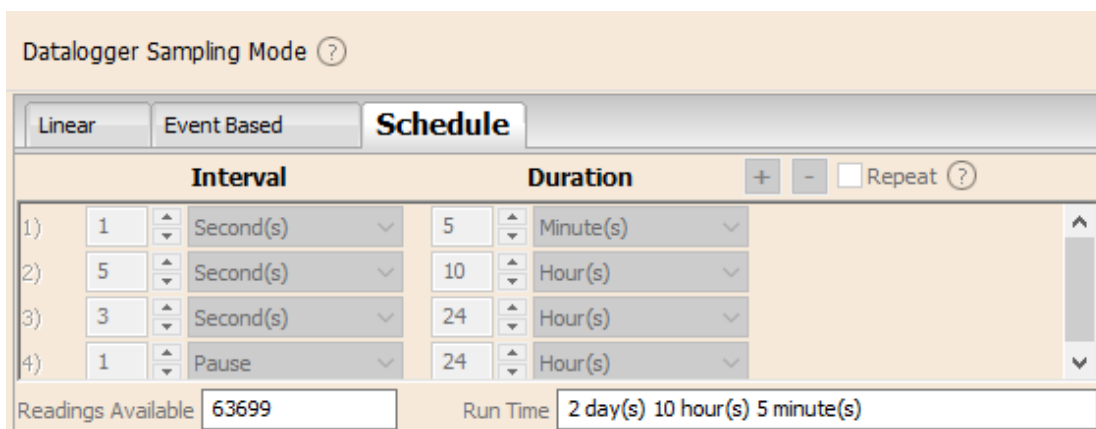 Datalogger Sampling Mode ?
Linear Event Based Schedule
Interval Duration + - Repeat ?
1) 1 Second(s) 5 Minute(s)
2) 5 Second(s) 10 Hour(s)
3) 3 Second(s) 24 Hour(s)
4) 1 Pause 24 Hour(s)
Readings Available 63699 Run Time 2 day(s) 10 hour(s) 5 minute(s)